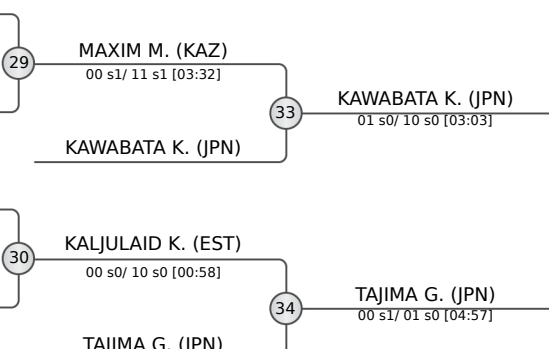 29
MAXIM M. (KAZ)
00 s1/ 11 s1 [03:32]
33
KAWABATA K. (JPN)
01 s0/ 10 s0 [03:03]
KAWABATA K. (JPN)
30
KALJULAID K. (EST)
00 s0/ 10 s0 [00:58]
34
TAJIMA G. (JPN)
00 s1/ 01 s0 [04:57]
TAJIMA G. (JPN)